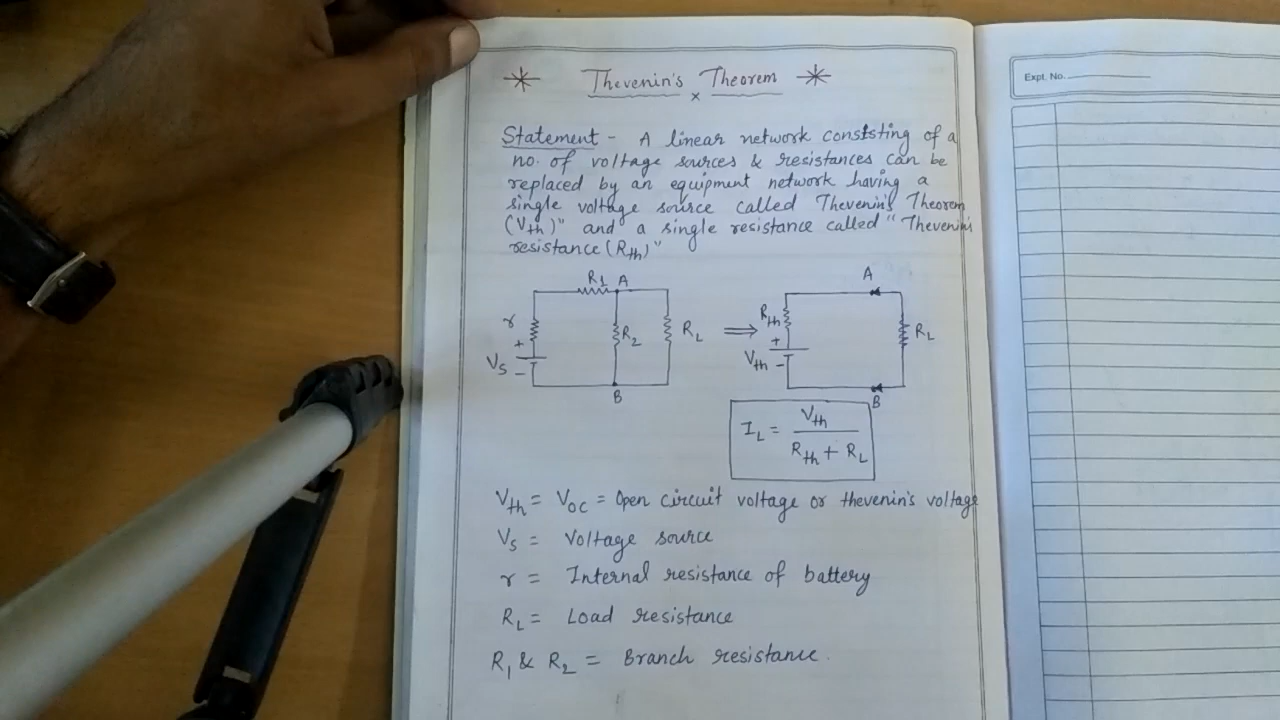 Thevenin's Theorem
Statement - A linear network consisting of a
no. of voltage sources & resistances can be
replaced by an equipment network having a
single voltage source called Thevenin's Theorem
(Vth)" and a single resistance called "Thevenin's
resistance (Rth)"
R1 A
r
R2
RL
+
VS
-
B
⇒
A
Rth
RL
+
Vth
-
B
IL = Vth
Rth + RL
Vth = VOC = Open circuit voltage or thevenin's voltage
VS = Voltage source
r = Internal resistance of battery
RL = Load resistance
R1 & R2 = Branch resistance.
Expt. No.